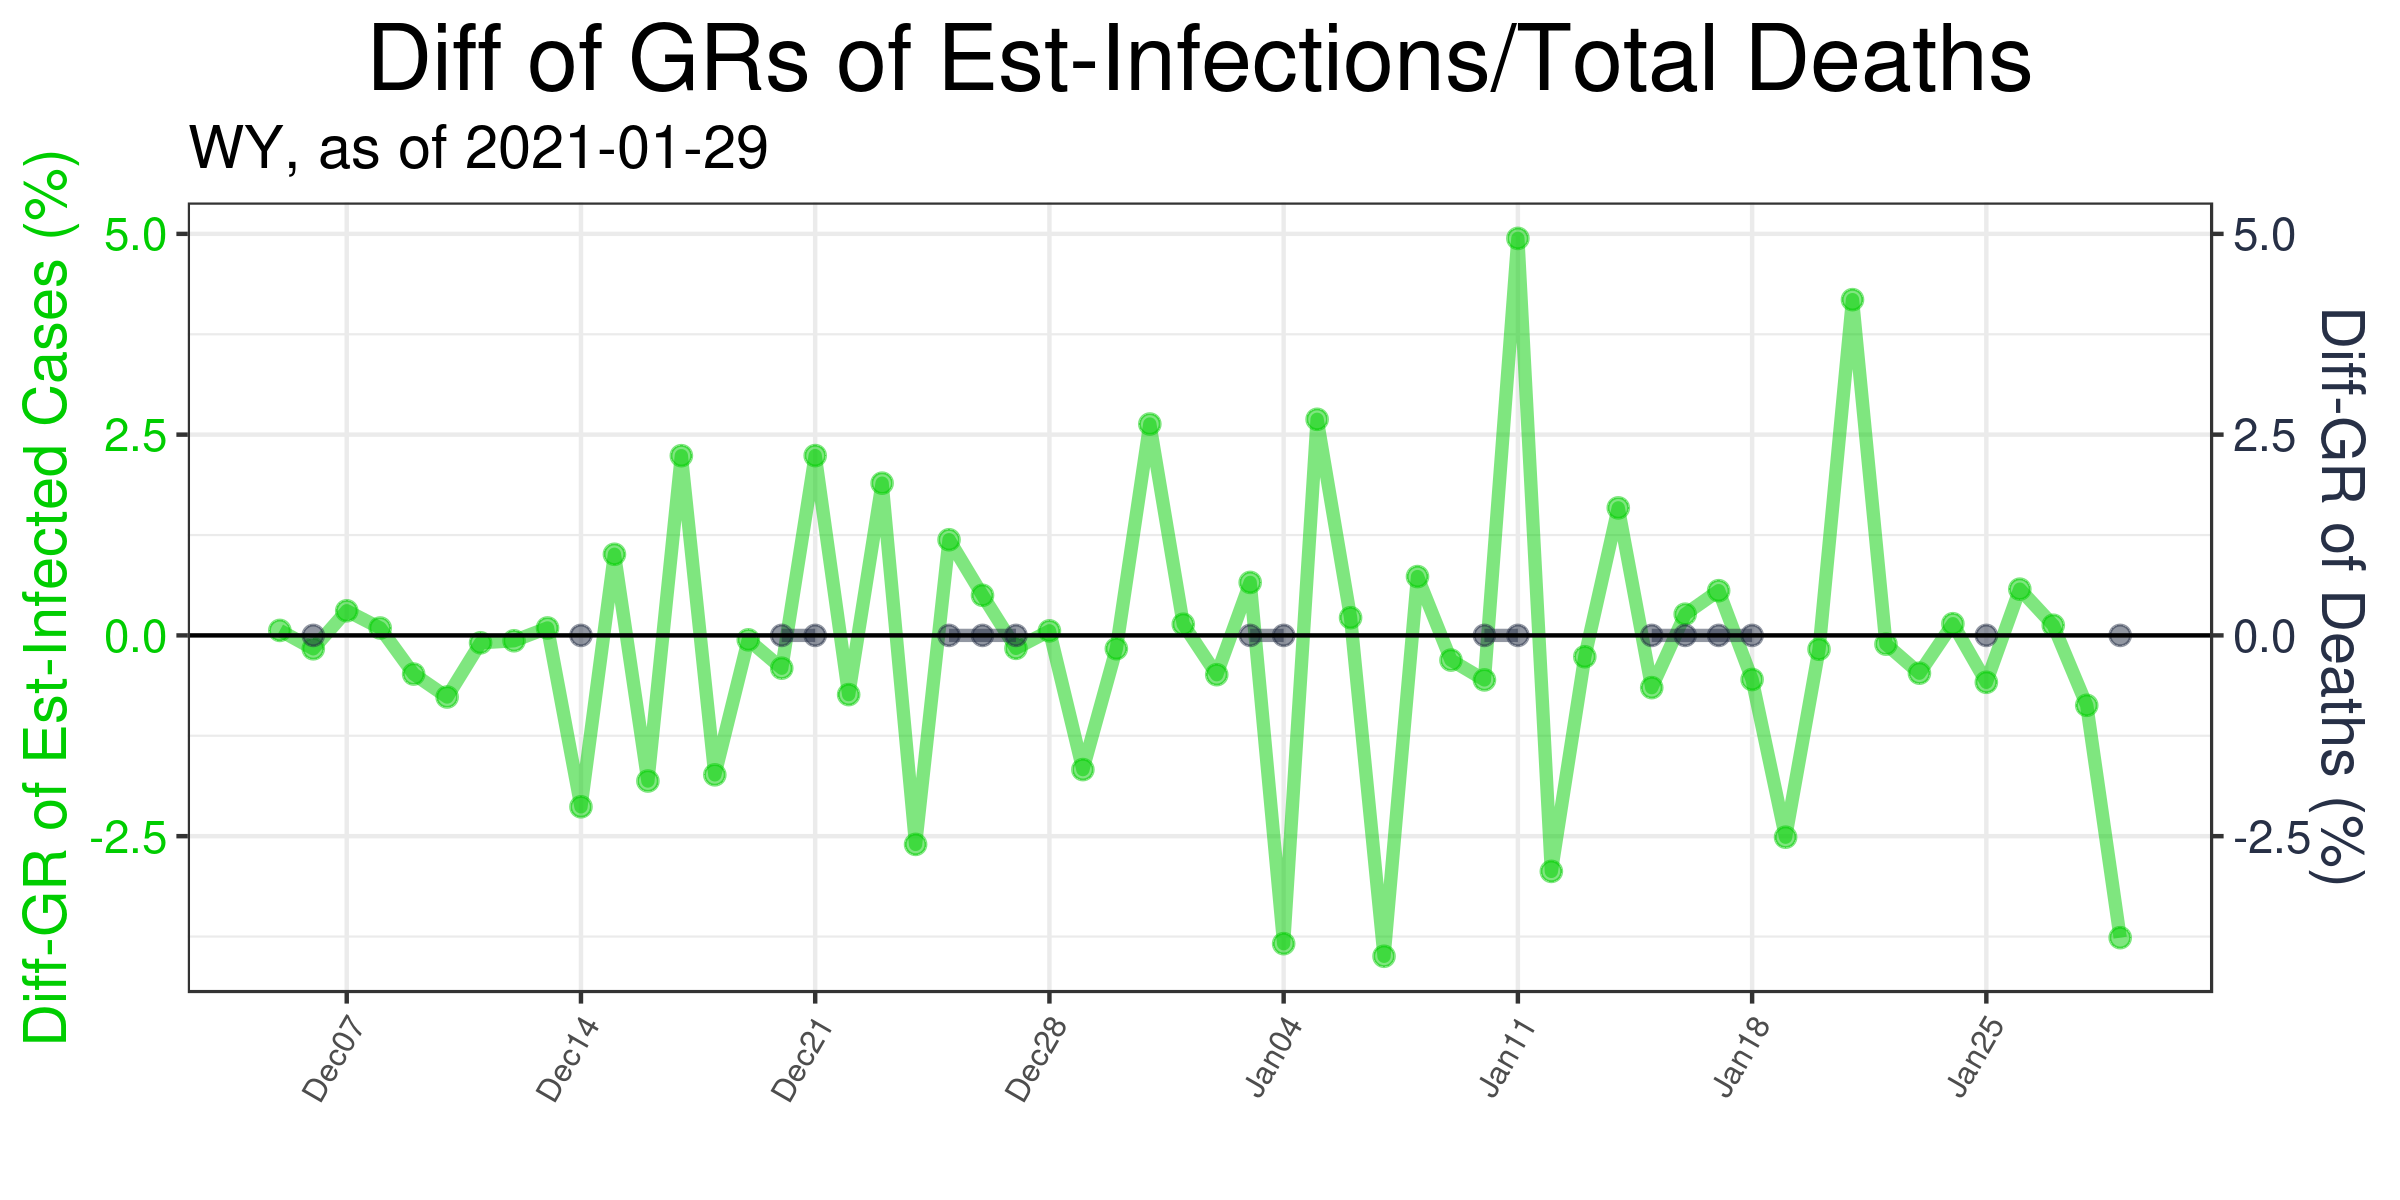 Diff of GRs of Est-Infections/Total Deaths
WY, as of 2021-01-29
Diff-GR of Est-Infected Cases (%)
5.0
2.5
0.0
-2.5
5.0
2.5
0.0
-2.5
Diff-GR of Deaths (%)
Dec07
Dec14
Dec21
Dec28
Jan04
Jan11
Jan18
Jan25